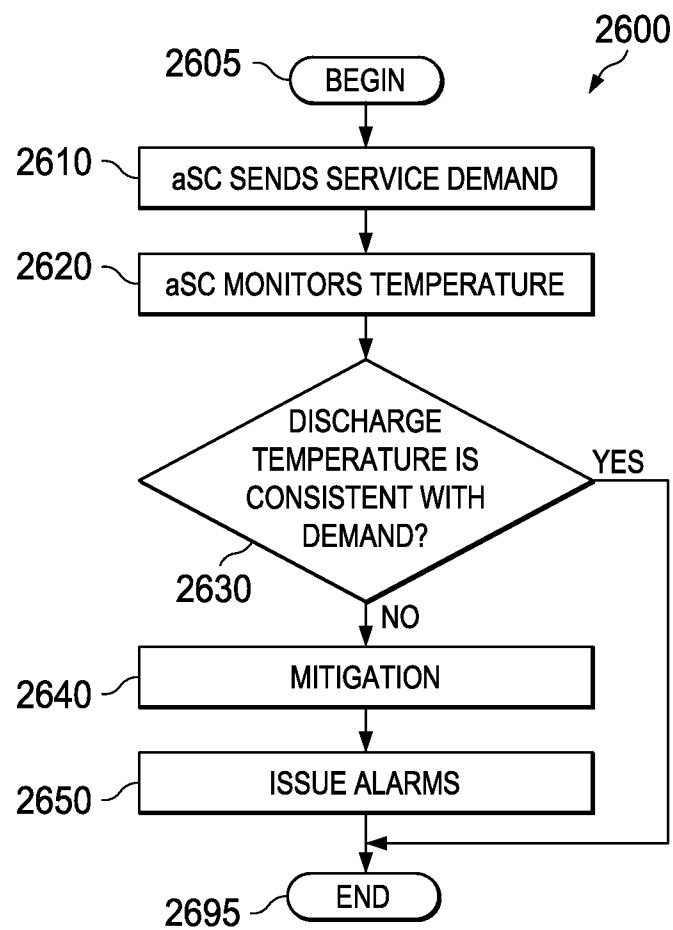 2600
2605
BEGIN
2610
aSC SENDS SERVICE DEMAND
2620
aSC MONITORS TEMPERATURE
DISCHARGE
TEMPERATURE IS
CONSISTENT WITH
DEMAND?
YES
2630
NO
2640
MITIGATION
2650
ISSUE ALARMS
2695
END